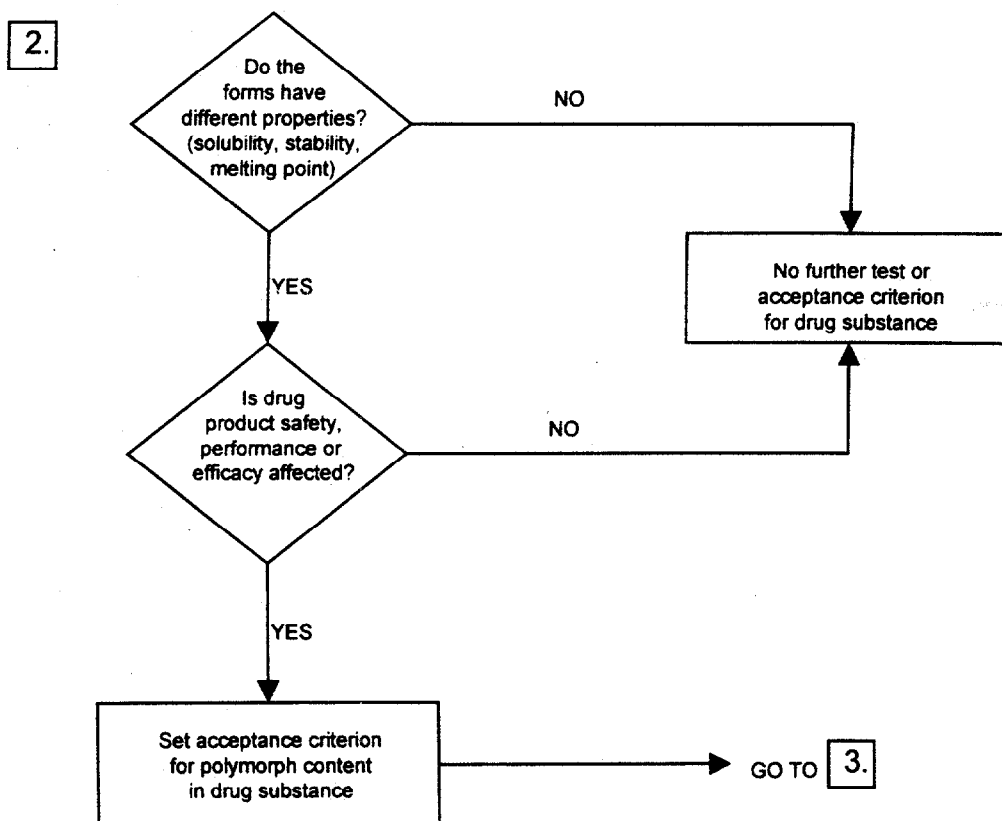 2.
Do the
forms have
different properties?
(solubility, stability,
melting point)
NO
No further test or
acceptance criterion
for drug substance
YES
Is drug
product safety,
performance or
efficacy affected?
NO
YES
Set acceptance criterion
for polymorph content
in drug substance
GO TO 3.